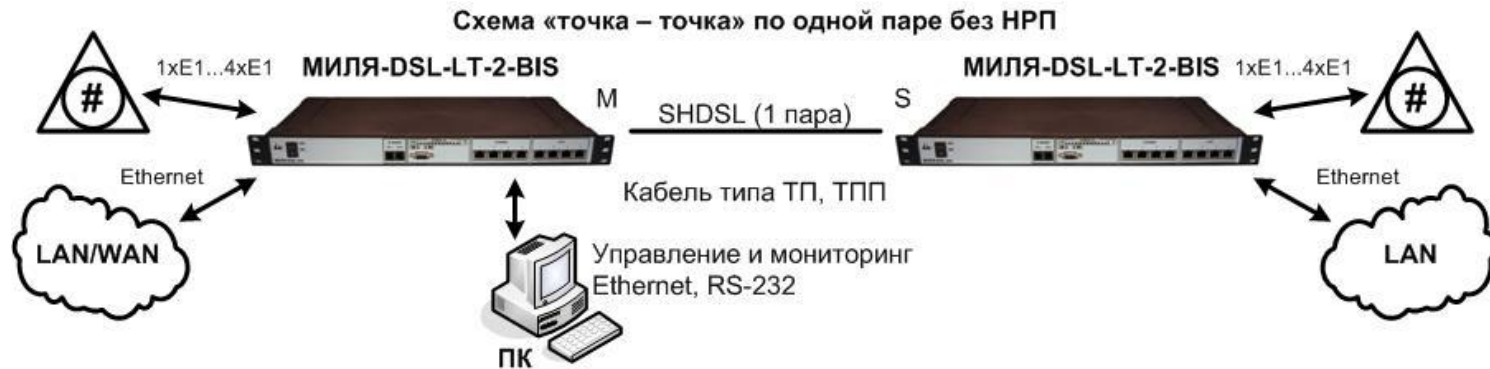 Схема «точка – точка» по одной паре без НРП
1xE1...4xE1
МИЛЯ-DSL-LT-2-BIS
МИЛЯ-DSL-LT-2-BIS
1xE1...4xE1
#
M
SHDSL (1 пара)
S
#
Ethernet
Кабель типа ТП, ТПП
Ethernet
LAN/WAN
Управление и мониторинг
Ethernet, RS-232
LAN
ПК